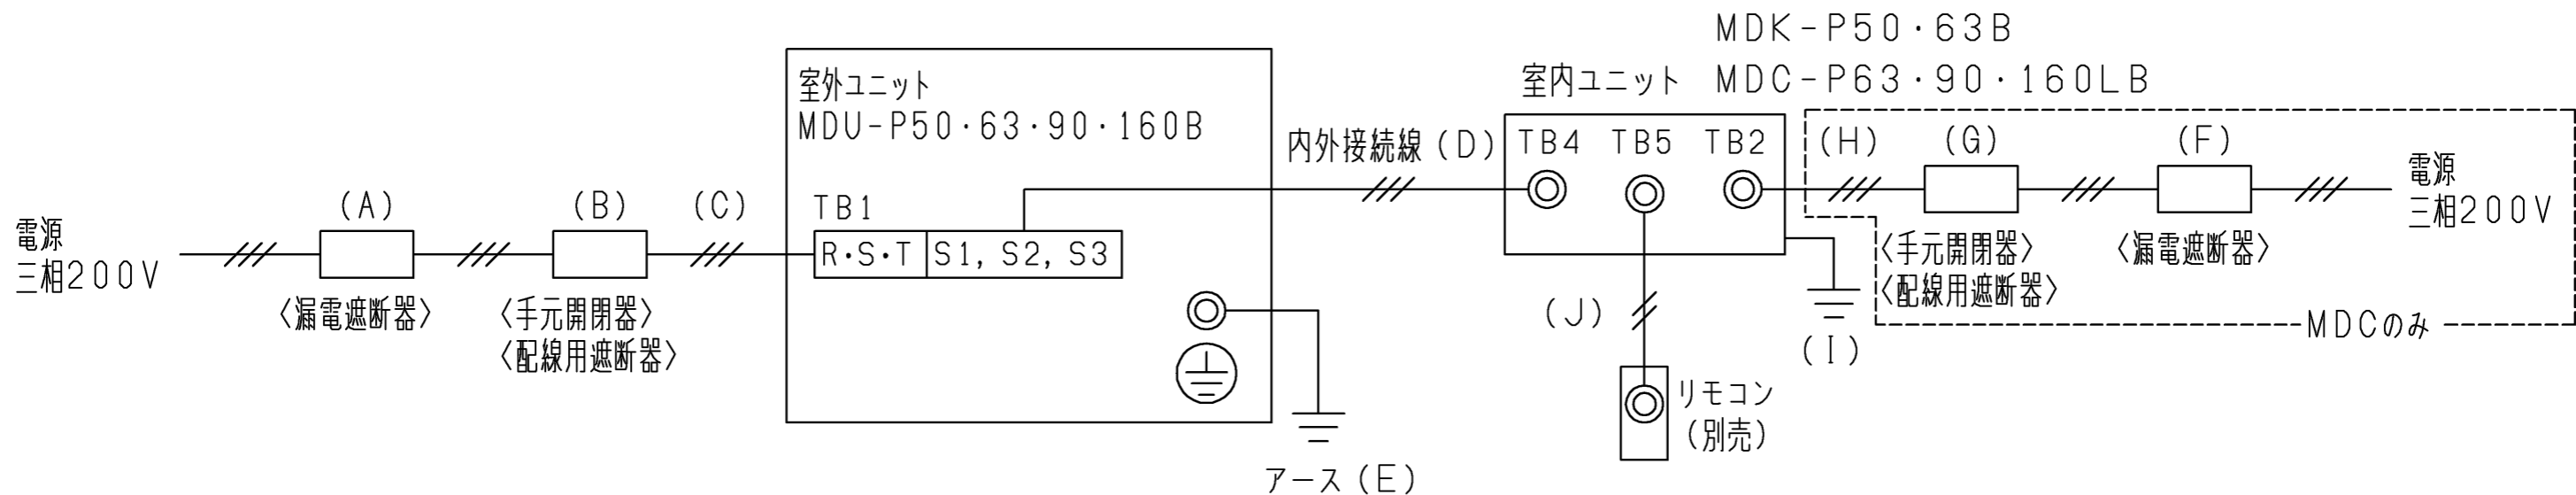 MDK-P50・63B
室内ユニット MDC-P63・90・160LB
室外ユニット
MDU-P50・63・90・160B
内外接続線(D)
TB4 TB5 TB2
(H) (G) (F)
電源
三相200V
(A) (B) (C)
TB1
R・S・T S1, S2, S3
電源
三相200V
〈漏電遮断器〉
〈手元開閉器〉
〈配線用遮断器〉
〈手元開閉器〉
〈配線用遮断器〉
〈漏電遮断器〉
MDCのみ
(J)
(I)
リモコン
(別売)
アース(E)